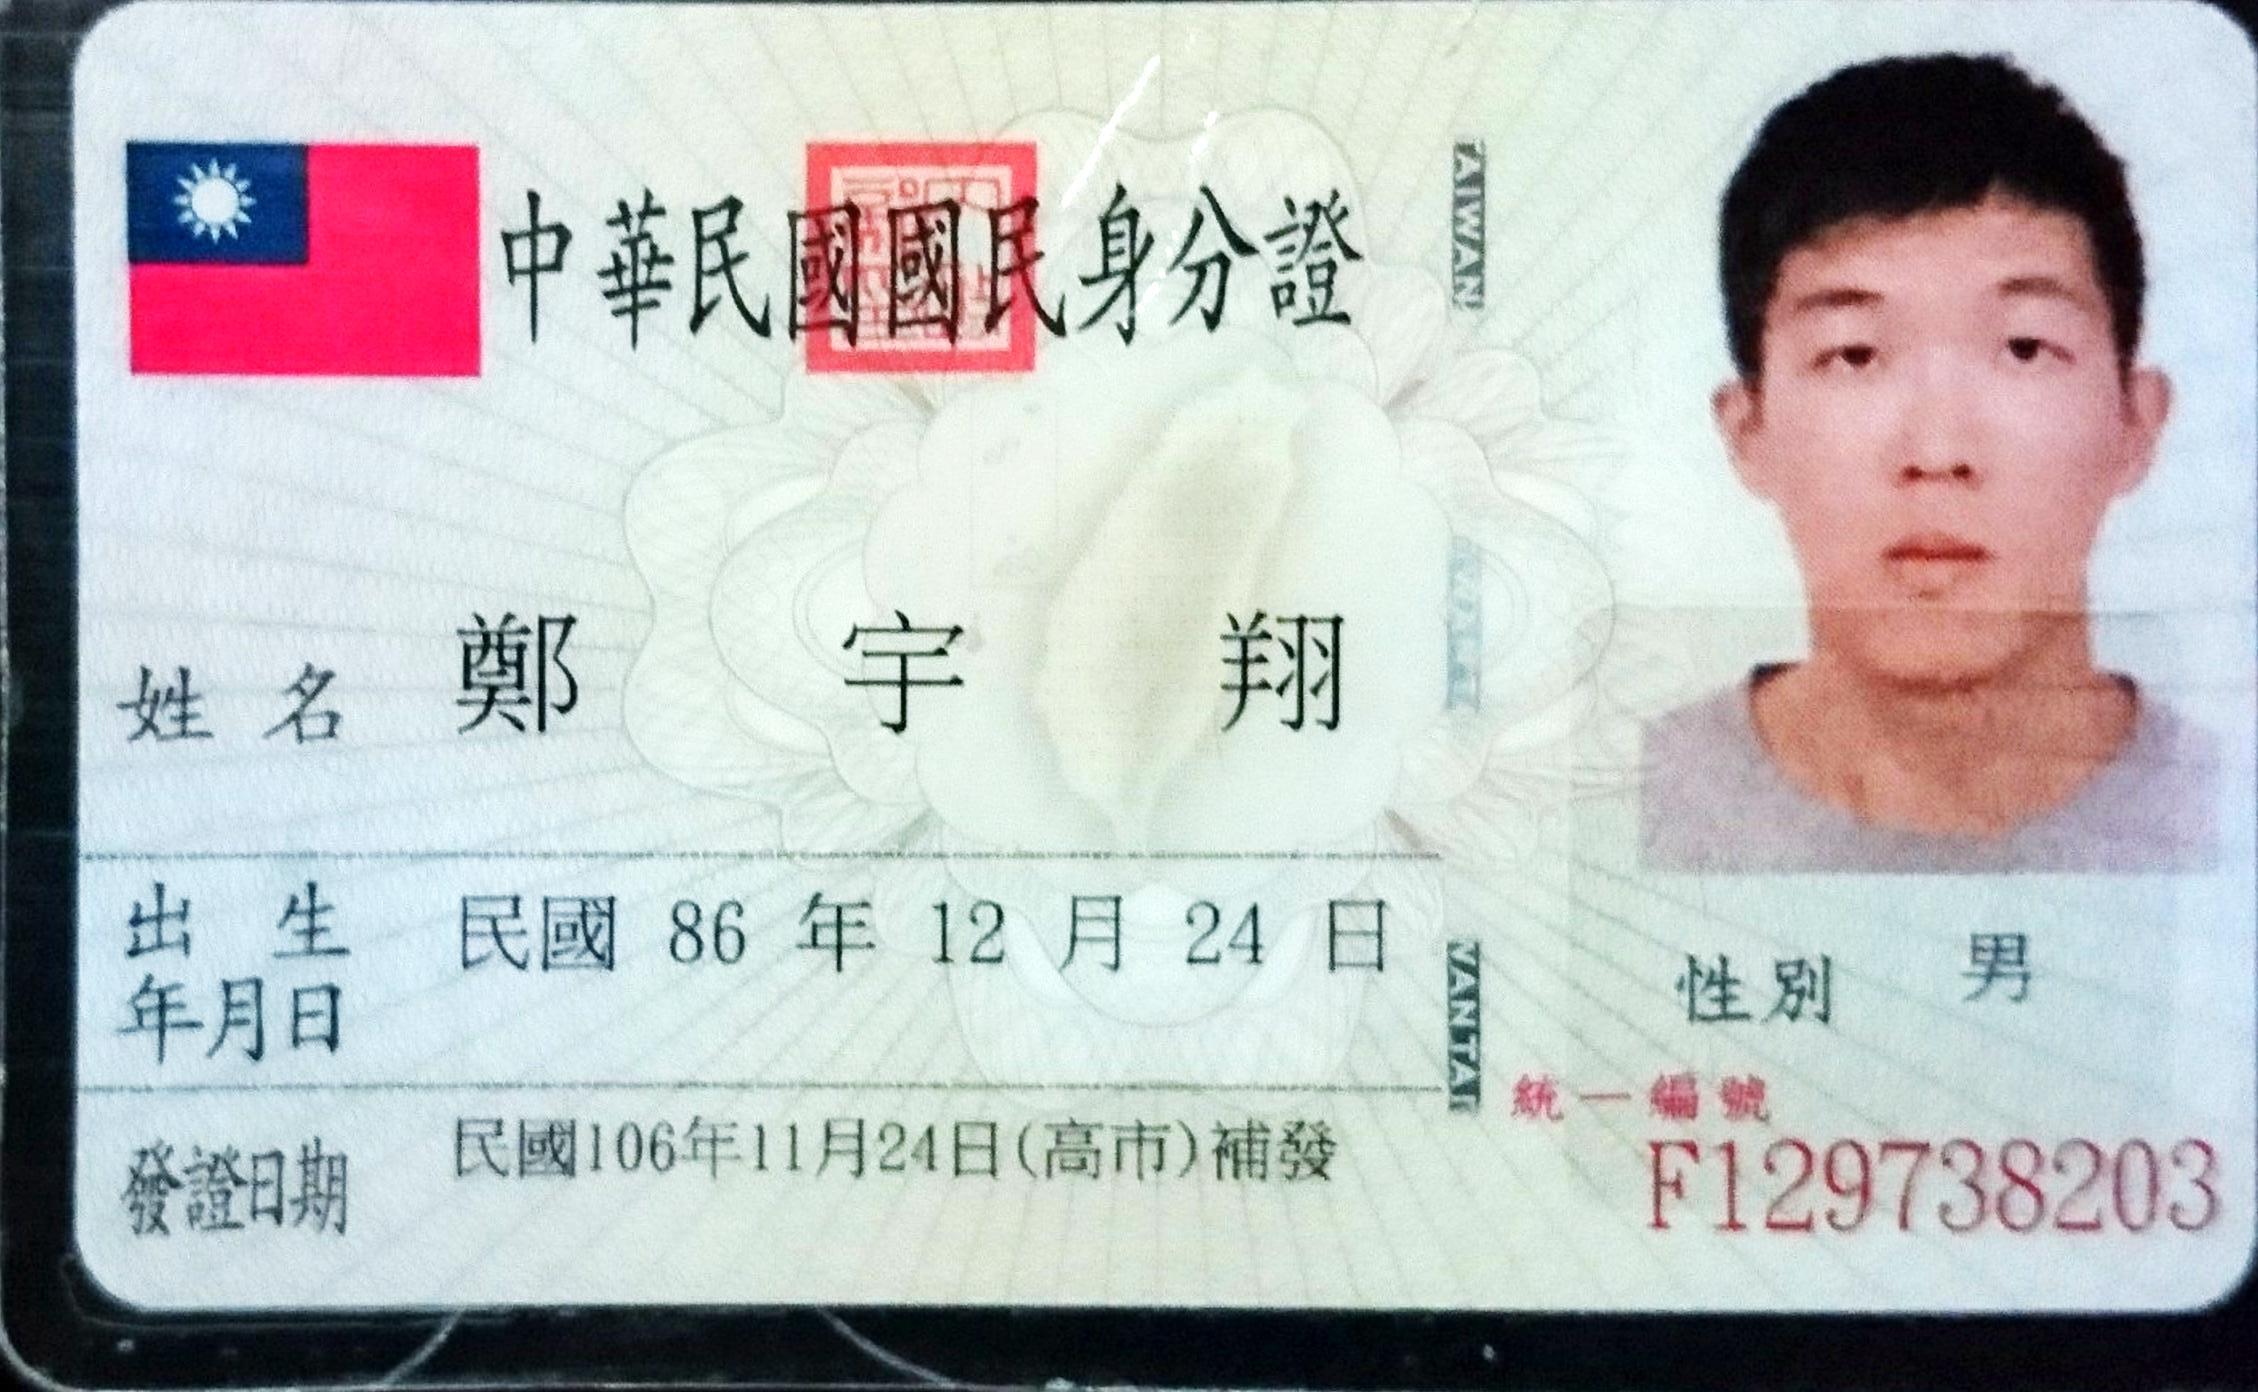 中華民國國民身分證
TAIWAN
姓名 鄭宇翔
出生年月日 民國 86 年 12 月 24 日
性別 男
發證日期 民國106年11月24日(高市)補發
統一編號
F129738203